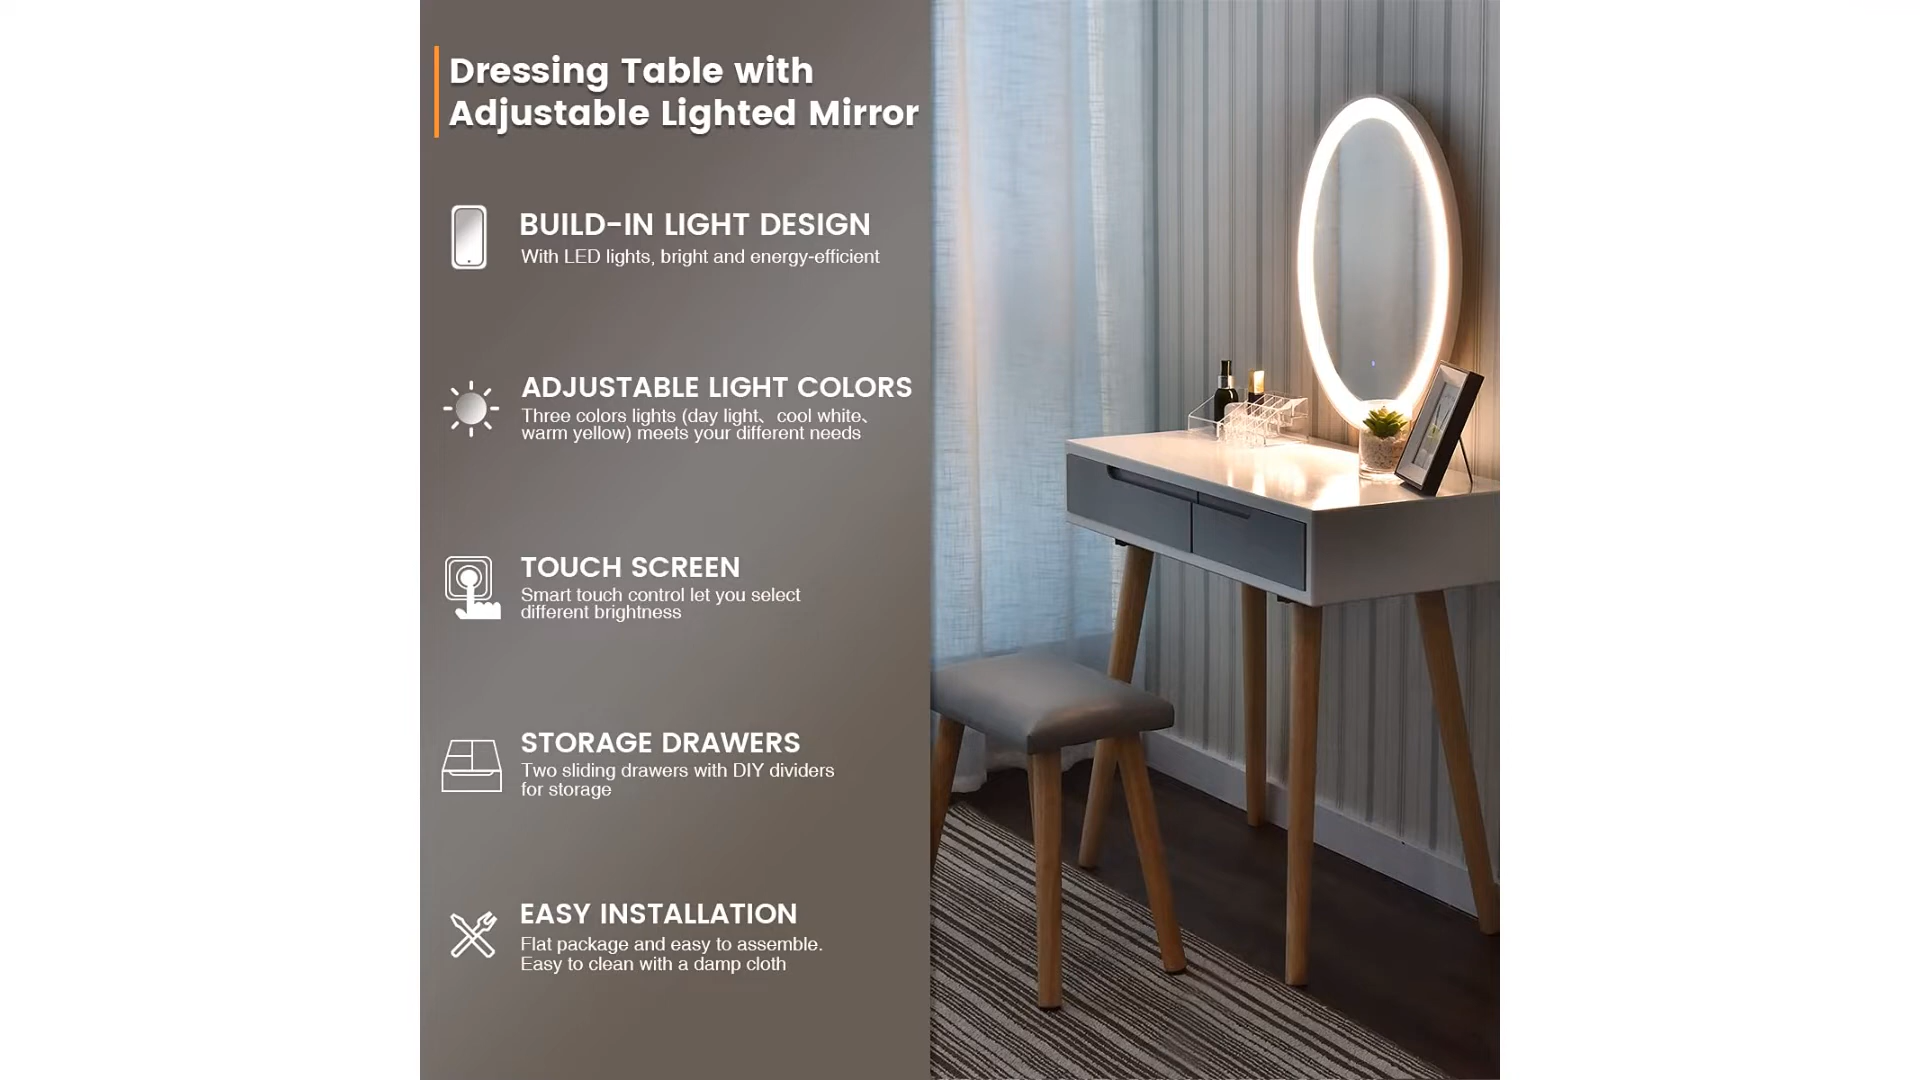 Dressing Table with
Adjustable Lighted Mirror
BUILD-IN LIGHT DESIGN
With LED lights, bright and energy-efficient
ADJUSTABLE LIGHT COLORS
Three colors lights (day light、cool white、
warm yellow) meets your different needs
TOUCH SCREEN
Smart touch control let you select
different brightness
STORAGE DRAWERS
Two sliding drawers with DIY dividers
for storage
EASY INSTALLATION
Flat package and easy to assemble.
Easy to clean with a damp cloth